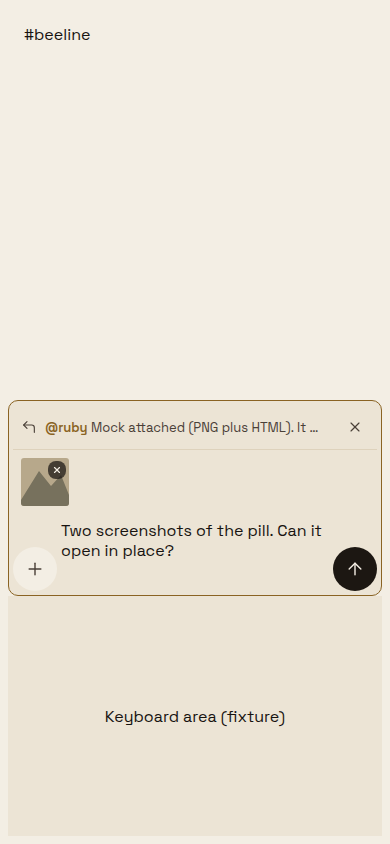 #beeline
@ruby Mock attached (PNG plus HTML). It ...
Two screenshots of the pill. Can it
open in place?
Keyboard area (fixture)